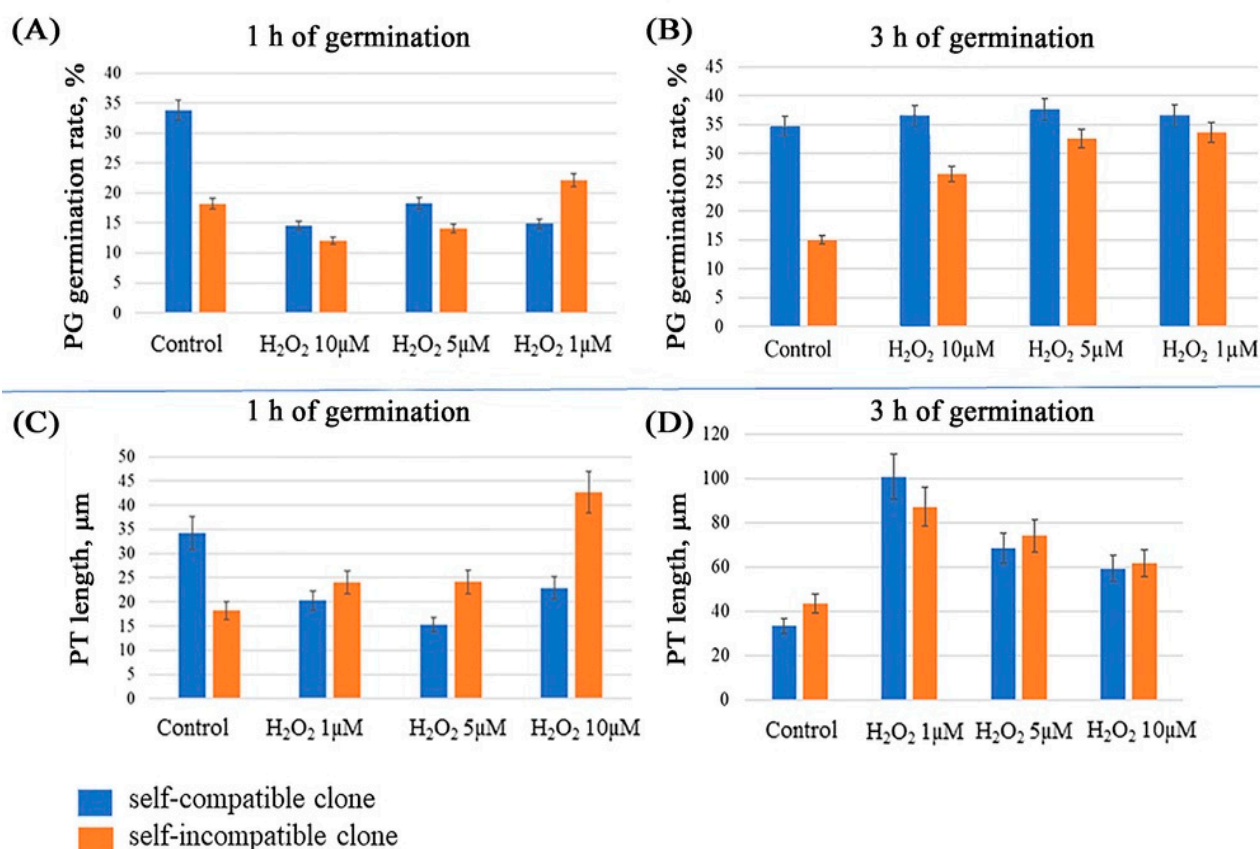 (A)
1 h of germination
PG germination rate, %
40
35
30
25
20
15
10
5
0
Control
H₂O₂ 10µM
H₂O₂ 5µM
H₂O₂ 1µM
(B)
3 h of germination
PG germination rate, %
45
40
35
30
25
20
15
10
5
0
Control
H₂O₂ 10µM
H₂O₂ 5µM
H₂O₂ 1µM
(C)
1 h of germination
PT length, µm
50
45
40
35
30
25
20
15
10
5
0
Control
H₂O₂ 1µM
H₂O₂ 5µM
H₂O₂ 10µM
(D)
3 h of germination
PT length, µm
120
100
80
60
40
20
0
Control
H₂O₂ 1µM
H₂O₂ 5µM
H₂O₂ 10µM
self-compatible clone
self-incompatible clone